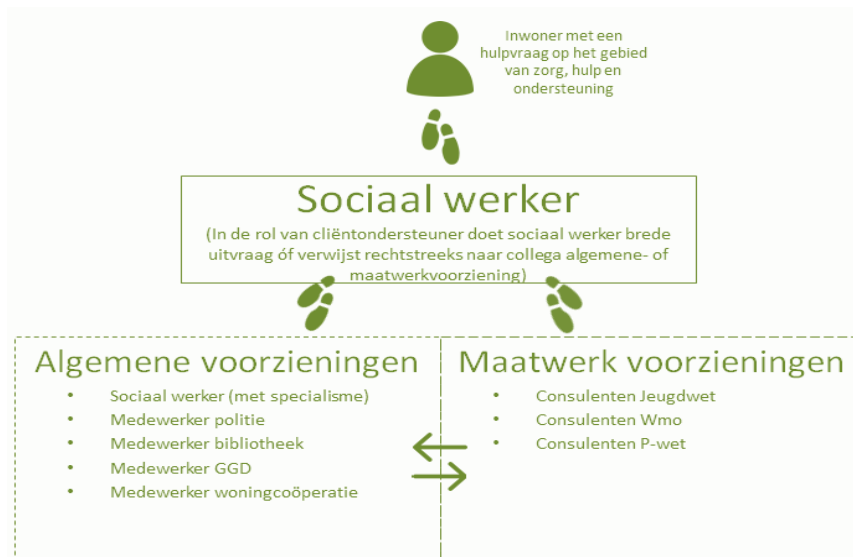 Inwoner met een
hulpvraag op het gebied
van zorg, hulp en
ondersteuning
Sociaal werker
(In de rol van cliëntondersteuner doet sociaal werker brede
uitvraag óf verwijst rechtstreeks naar collega algemene- of
maatwerkvoorziening)
Algemene voorzieningen
• Sociaal werker (met specialisme)
• Medewerker politie
• Medewerker bibliotheek
• Medewerker GGD
• Medewerker woningcoöperatie
Maatwerk voorzieningen
• Consulenten Jeugdwet
• Consulenten Wmo
• Consulenten P-wet